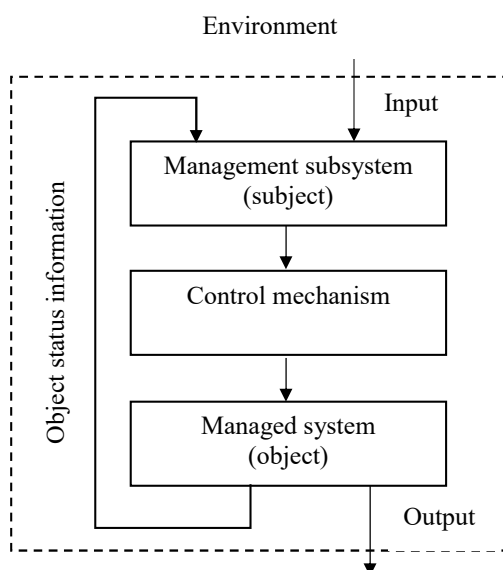 Environment
Input
Management subsystem
(subject)
Object status information
Control mechanism
Managed system
(object)
Output